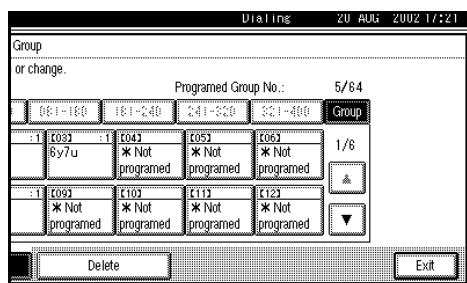 Dialing 20 AUG 2002 17:21
Group
or change.
Programed Group No.: 5/64
081-160 161-240 241-320 321-400 Group
:1 [03] :1 [04] [05] [06] 1/6
6y7u * Not * Not * Not
programed programed programed
:1 [09] [10] [11] [12]
* Not * Not * Not * Not
programed programed programed programed
Delete Exit